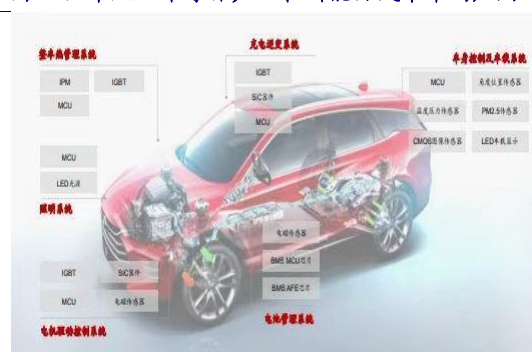 整车热管理系统
IPM IGBT
MCU
充电逆变系统
IGBT
SiC器件
MCU
车身控制及车载系统
MCU 角度位置传感器
温度压力传感器 PM2.5传感器
CMOS图像传感器 LED车载显示
MCU
LED光源
照明系统
IGBT SiC器件
MCU 电磁传感器
电机驱动控制系统
电磁传感器
BMS MCU芯片
BMS AFE芯片
电池管理系统